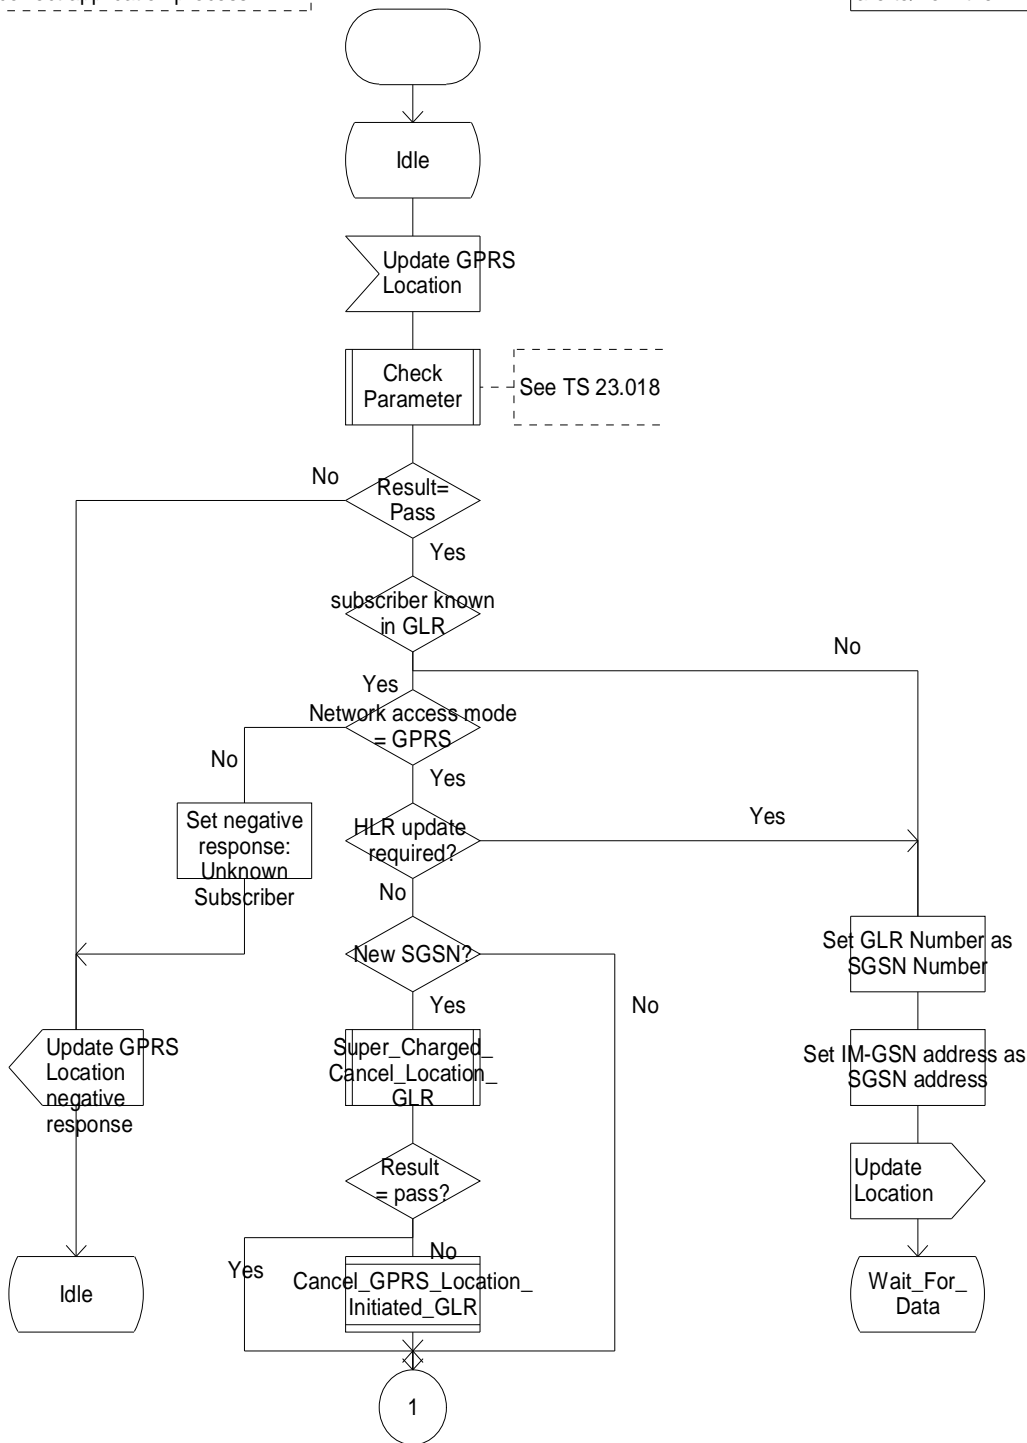 Idle
Update GPRS
Location
Check
Parameter
See TS 23.018
No
Result=
Pass
Yes
subscriber known
in GLR
No
Yes
Network access mode
= GPRS
No
Yes
Set negative
response:
Unknown
Subscriber
HLR update
required?
Yes
No
New SGSN?
Set GLR Number as
SGSN Number
Yes
No
Update GPRS
Location
negative
response
Super_Charged_
Cancel_Location_
GLR
Set IM-GSN address as
SGSN address
Result
= pass?
Update
Location
No
Yes
Idle
Cancel_GPRS_Location_
Initiated_GLR
Wait_For_
Data
1